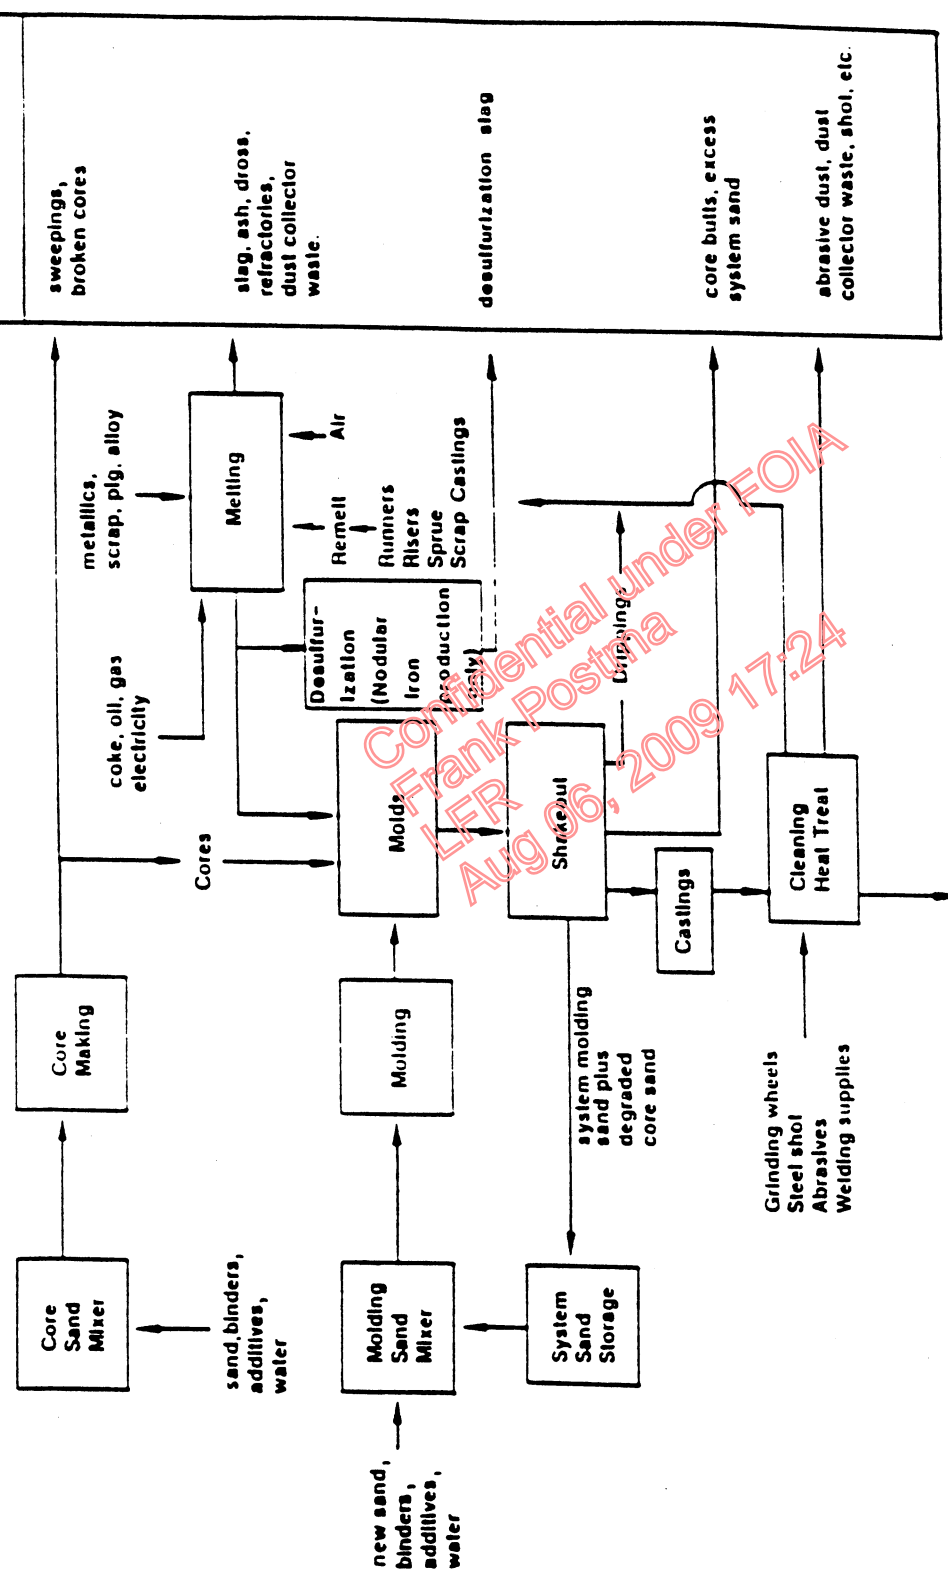 sweepings,
broken cores
slag, ash, dross,
refractories,
dust collector
waste.
desulfurization slag
core butts, excess
system sand
abrasive dust, dust
collector waste, shot, etc.
metallics,
scrap, pig, alloy
Melting
Air
Remelt
Runners
Risers
Sprue
Scrap Castings
coke, oil, gas
electricity
Desulfur-
ization
(Nodular
Iron
Production
Only)
Drippings
Cores
Molds
Shakeout
Castings
Cleaning
Heat Treat
Core
Making
Molding
system molding
sand plus
degraded
core sand
Grinding wheels
Steel shot
Abrasives
Welding supplies
Core
Sand
Mixer
sand, binders,
additives,
water
Molding
Sand
Mixer
System
Sand
Storage
new sand,
binders,
additives,
water
Confidential under FOIA
Frank Postma
LFR
Aug 06, 2009 17:24